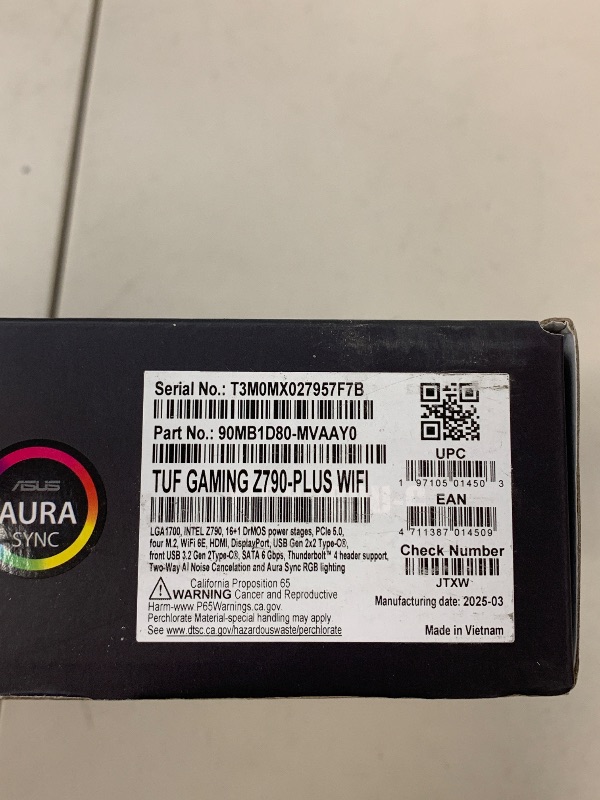 ASUS
AURA
SYNC
Serial No.: T3M0MX027957F7B
Part No.: 90MB1D80-MVAAY0
TUF GAMING Z790-PLUS WIFI
LGA1700, INTEL Z790, 16+1 DrMOS power stages, PCIe 5.0,
four M.2, WiFi 6E, HDMI, DisplayPort, USB Gen 2x2 Type-C®,
front USB 3.2 Gen 2Type-C®, SATA 6 Gbps, Thunderbolt™ 4 header support,
Two-Way AI Noise Cancelation and Aura Sync RGB lighting
California Proposition 65
WARNING Cancer and Reproductive
Harm-www.P65Warnings.ca.gov.
Perchlorate Material-special handling may apply
See www.dtsc.ca.gov/hazardouswaste/perchlorate
UPC
1 97105 01450 3
EAN
4 711387 014509
Check Number
JTXW
Manufacturing date: 2025-03
Made in Vietnam